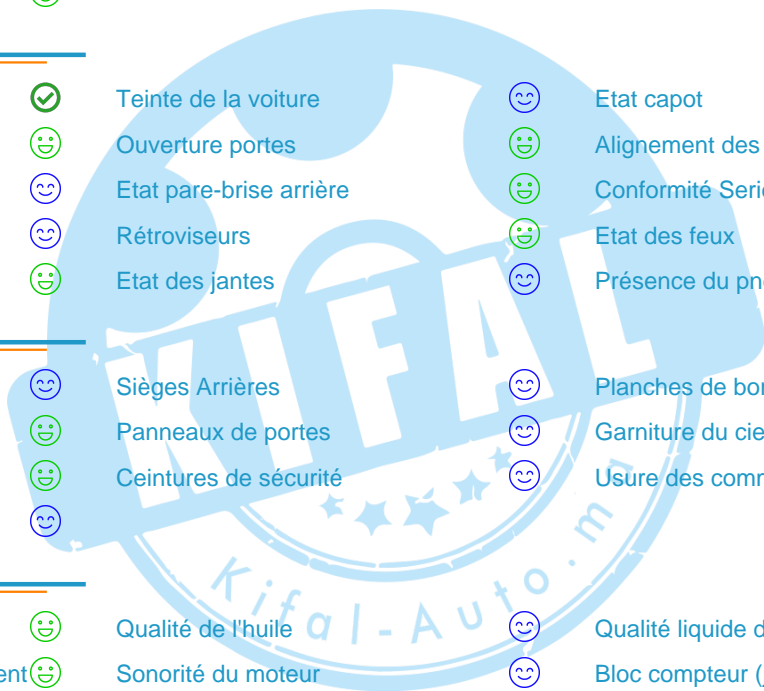 Teinte de la voiture Etat capot
Ouverture portes Alignement des
Etat pare-brise arrière Conformité Seri
Rétroviseurs Etat des feux
Etat des jantes Présence du pn
KIFAL
Sièges Arrières Planches de bor
Panneaux de portes Garniture du cie
Ceintures de sécurité Usure des comm
Kifal-Auto.m
Qualité de l'huile Qualité liquide d
ent Sonorité du moteur Bloc compteur (